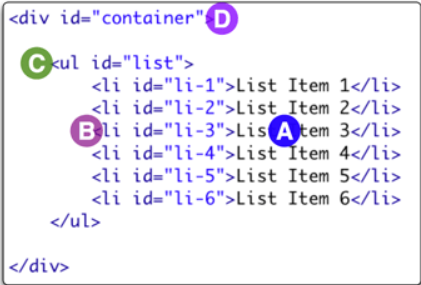 <div id="container"> D
C <ul id="list">
<li id="li-1">List Item 1</li>
<li id="li-2">List Item 2</li>
B <li id="li-3">List A Item 3</li>
<li id="li-4">List Item 4</li>
<li id="li-5">List Item 5</li>
<li id="li-6">List Item 6</li>
</ul>
</div>